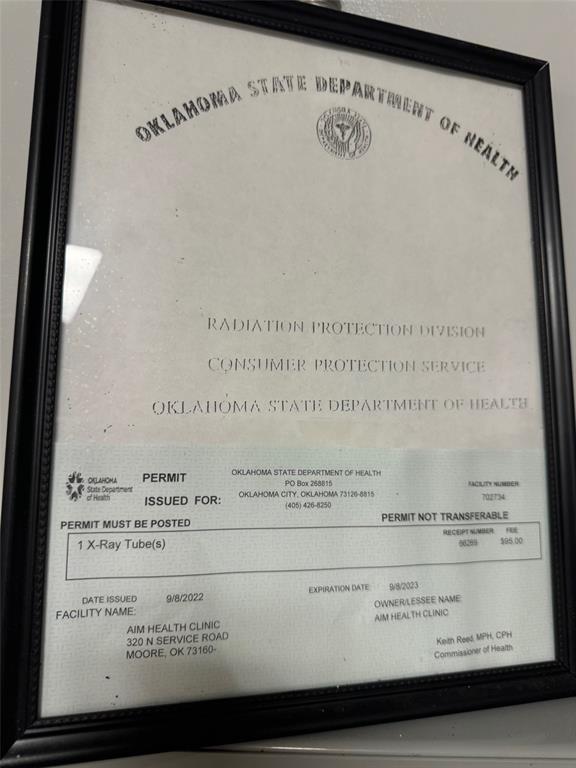 OKLAHOMA STATE DEPARTMENT OF HEALTH
RADIATION PROTECTION DIVISION
CONSUMER PROTECTION SERVICE
OKLAHOMA STATE DEPARTMENT OF HEALTH
OKLAHOMA
State Department
of Health
PERMIT
ISSUED FOR:
OKLAHOMA STATE DEPARTMENT OF HEALTH
PO Box 268815
OKLAHOMA CITY, OKLAHOMA 73126-8815
(405) 426-8250
FACILITY NUMBER:
702734
PERMIT MUST BE POSTED
PERMIT NOT TRANSFERABLE
1 X-Ray Tube(s)
RECEIPT NUMBER FEE
66269 $95.00
DATE ISSUED 9/8/2022
EXPIRATION DATE: 9/8/2023
FACILITY NAME:
AIM HEALTH CLINIC
320 N SERVICE ROAD
MOORE, OK 73160-
OWNER/LESSEE NAME:
AIM HEALTH CLINIC
Keith Reed, MPH, CPH
Commissioner of Health